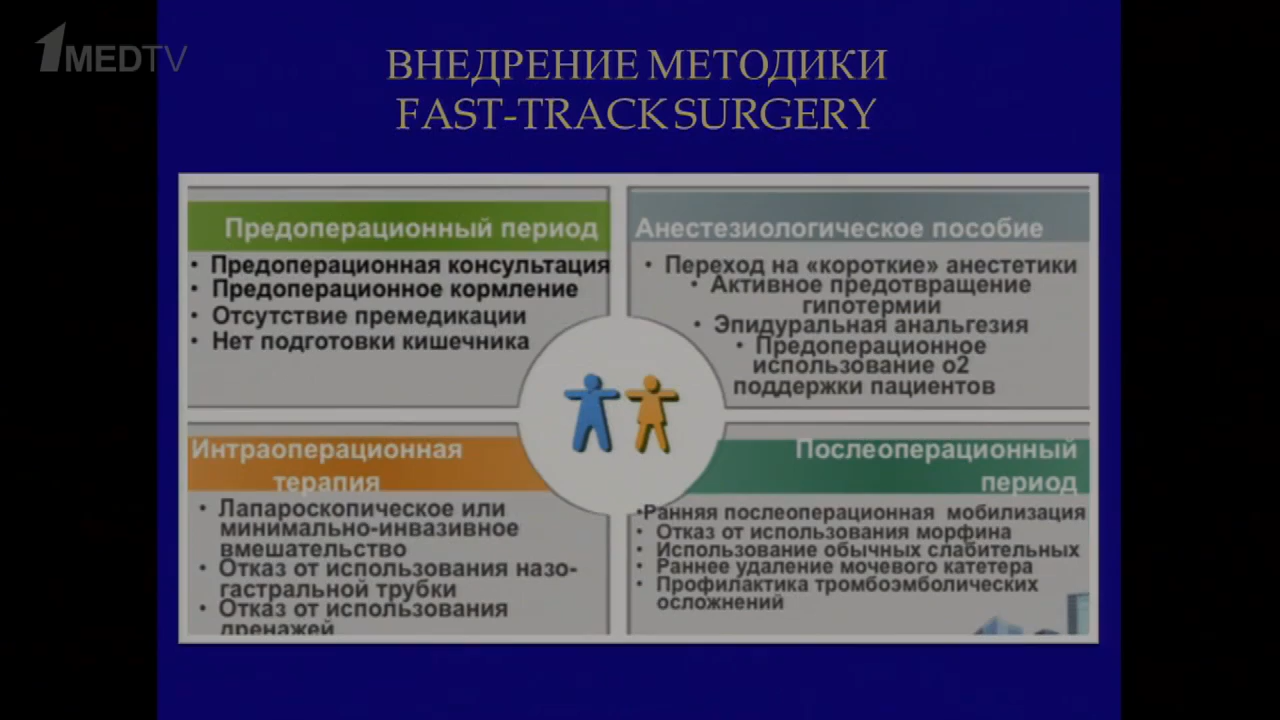 1MEDTV
ВНЕДРЕНИЕ МЕТОДИКИ
FAST-TRACK SURGERY
Предоперационный период
• Предоперационная консультация
• Предоперационное кормление
• Отсутствие премедикации
• Нет подготовки кишечника
Анестезиологическое пособие
• Переход на «короткие» анестетики
• Активное предотвращение
гипотермии
• Эпидуральная анальгезия
• Предоперационное
использование о2
поддержки пациентов
Интраоперационная
терапия
• Лапароскопическое или
минимально-инвазивное
вмешательство
• Отказ от использования назо-
гастральной трубки
• Отказ от использования
дренажей
Послеоперационный
период
•Ранняя послеоперационная мобилизация
• Отказ от использования морфина
• Использование обычных слабительных
• Раннее удаление мочевого катетера
• Профилактика тромбоэмболических
осложнений